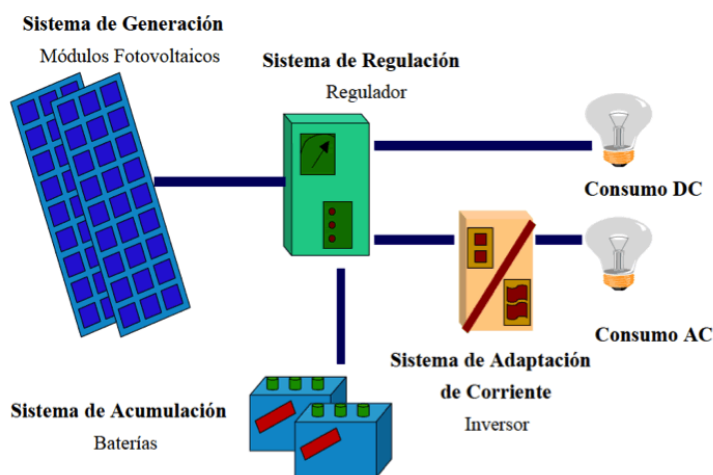 Sistema de Generación
Módulos Fotovoltaicos
Sistema de Regulación
Regulador
Consumo DC
Consumo AC
Sistema de Adaptación
de Corriente
Inversor
Sistema de Acumulación
Baterías